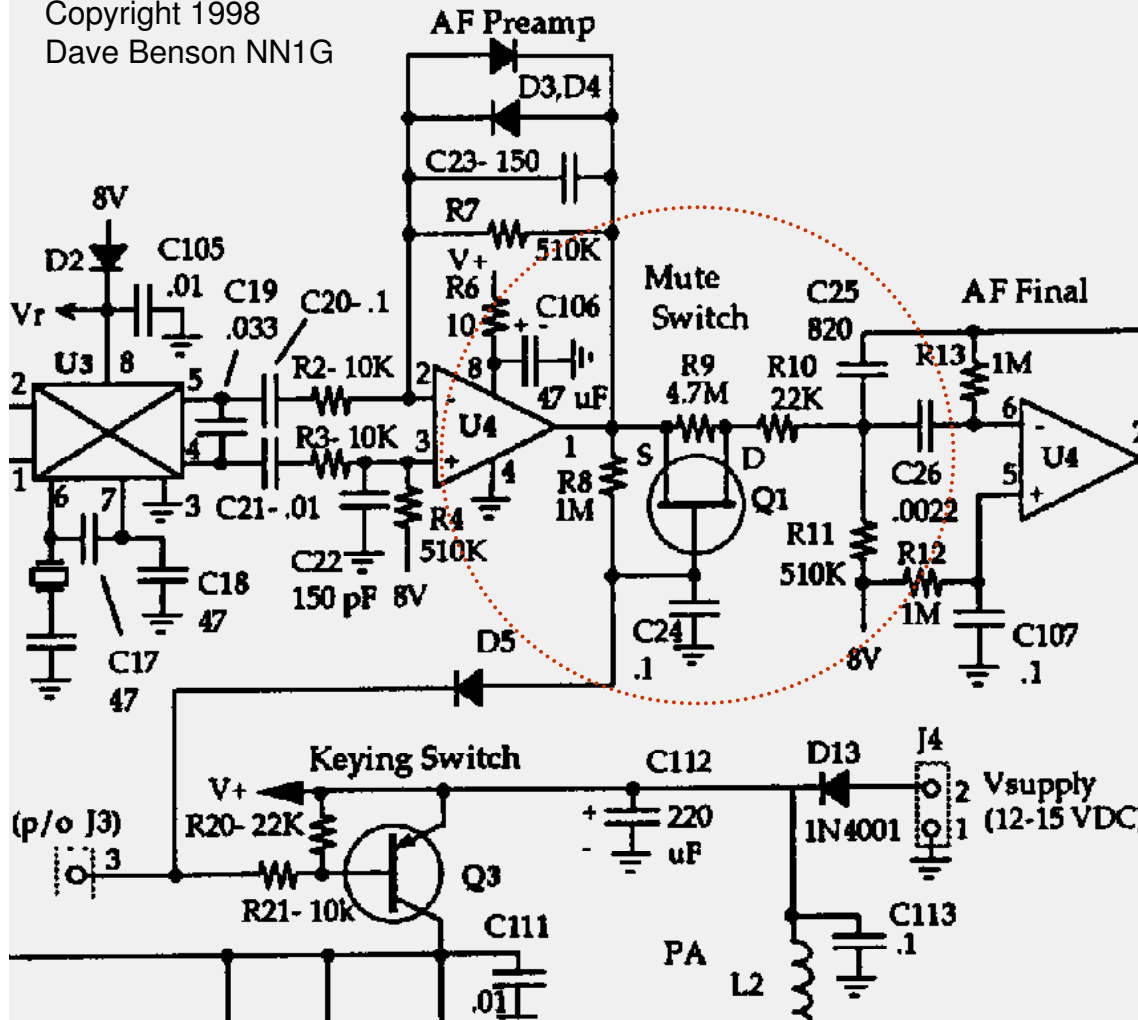 Copyright 1998
Dave Benson NN1G
AF Preamp
D3,D4
C23- 150
8V
R7
510K
D2
C105
.01
V+
C19
.033
C20- .1
R6
10
+ -
C106
47 uF
Mute
Switch
C25
820
AF Final
Vr
U3
8
R13
1M
2
5
R2- 10K
2
8
-
U4
R9
4.7M
R10
22K
6
-
1
4
R3- 10K
3
+
4
1
S
D
C26
.0022
5
+
U4
6
7
3
C21- .01
R4
510K
R8
1M
Q1
R11
510K
R12
1M
C18
47
C22
150 pF
8V
C24
.1
C107
.1
C17
47
D5
8V
Keying Switch
C112
D13
J4
V+
+
-
220
uF
1N4001
2
1
Vsupply
(12-15 VDC
(p/o J3)
3
R20- 22K
Q3
R21- 10k
C111
.01
PA
L2
C113
.1